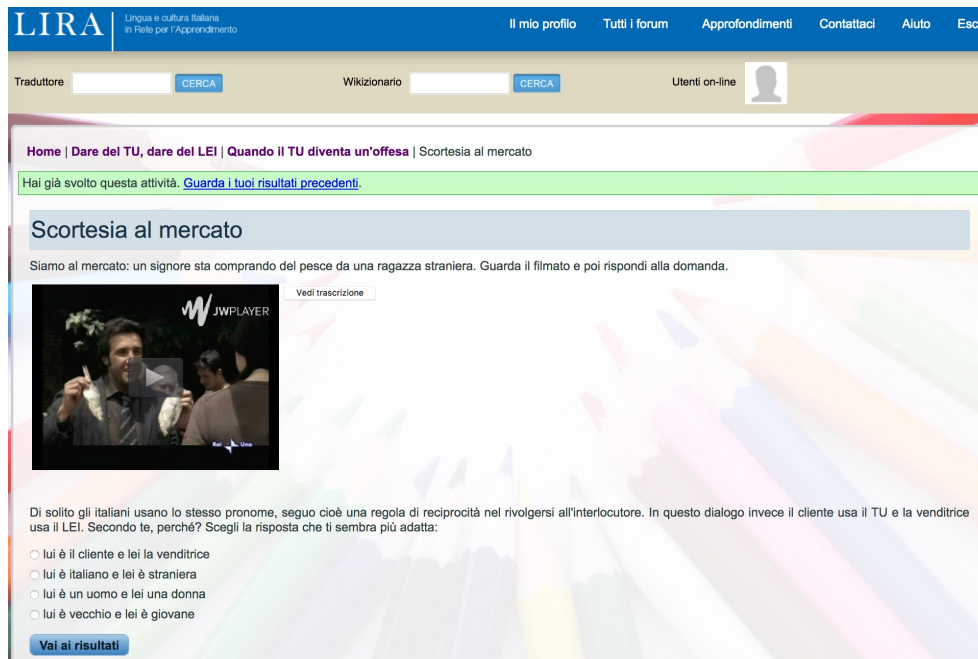 LIRA
Lingua e cultura Italiana
in Rete per l'Apprendimento
Il mio profilo Tutti i forum Approfondimenti Contattaci Aiuto Esc
Traduttore CERCA Wikizionario CERCA Utenti on-line
Home | Dare del TU, dare del LEI | Quando il TU diventa un'offesa | Scortesia al mercato
Hai già svolto questa attività. Guarda i tuoi risultati precedenti.
Scortesia al mercato
Siamo al mercato: un signore sta comprando del pesce da una ragazza straniera. Guarda il filmato e poi rispondi alla domanda.
Vedi trascrizione
JWPLAYER
Rai Uno
Di solito gli italiani usano lo stesso pronome, seguo cioè una regola di reciprocità nel rivolgersi all'interlocutore. In questo dialogo invece il cliente usa il TU e la venditrice
usa il LEI. Secondo te, perché? Scegli la risposta che ti sembra più adatta:
lui è il cliente e lei la venditrice
lui è italiano e lei è straniera
lui è un uomo e lei una donna
lui è vecchio e lei è giovane
Vai ai risultati